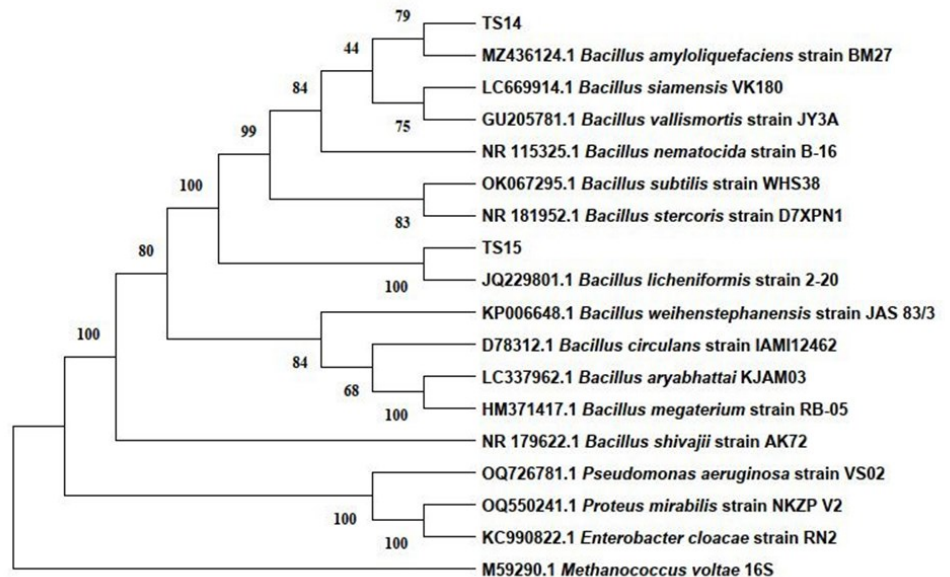 79
TS14
44
MZ436124.1 Bacillus amyloliquefaciens strain BM27
84
LC669914.1 Bacillus siamensis VK180
99
75
GU205781.1 Bacillus vallismortis strain JY3A
NR 115325.1 Bacillus nematocida strain B-16
100
OK067295.1 Bacillus subtilis strain WHS38
83
NR 181952.1 Bacillus stercoris strain D7XPN1
80
TS15
100
JQ229801.1 Bacillus licheniformis strain 2-20
KP006648.1 Bacillus weihenstephanensis strain JAS 83/3
100
84
D78312.1 Bacillus circulans strain IAMI12462
68
LC337962.1 Bacillus aryabhattai KJAM03
100
HM371417.1 Bacillus megaterium strain RB-05
NR 179622.1 Bacillus shivajii strain AK72
OQ726781.1 Pseudomonas aeruginosa strain VS02
100
OQ550241.1 Proteus mirabilis strain NKZP V2
100
KC990822.1 Enterobacter cloacae strain RN2
M59290.1 Methanococcus voltae 16S